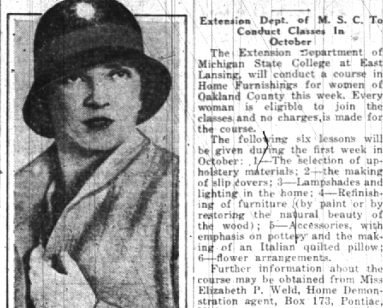 Extension Dept. of M. S. C. To
Conduct Classes In
October
The Extension Department of
Michigan State College at East
Lansing, will conduct a course in
Home Furnishings for women of
Oakland County this week. Every
woman is eligible to join the
classes and no charges is made for
the course.
The following six lessons will
be given during the first week in
October: 1—The selection of up-
holstery materials; 2—the making
of slip covers; 3—Lampshades and
lighting in the home; 4—Refinish-
ing of furniture (by paint or by
restoring the natural beauty of
the wood); 5—Accessories, with
emphasis on pottery and the mak-
ing of an Italian quilted pillow;
6—flower arrangements.
Further information about the
course may be obtained from Miss
Elizabeth P. Weld, Home Demon-
stration agent, Box 173, Pontiac